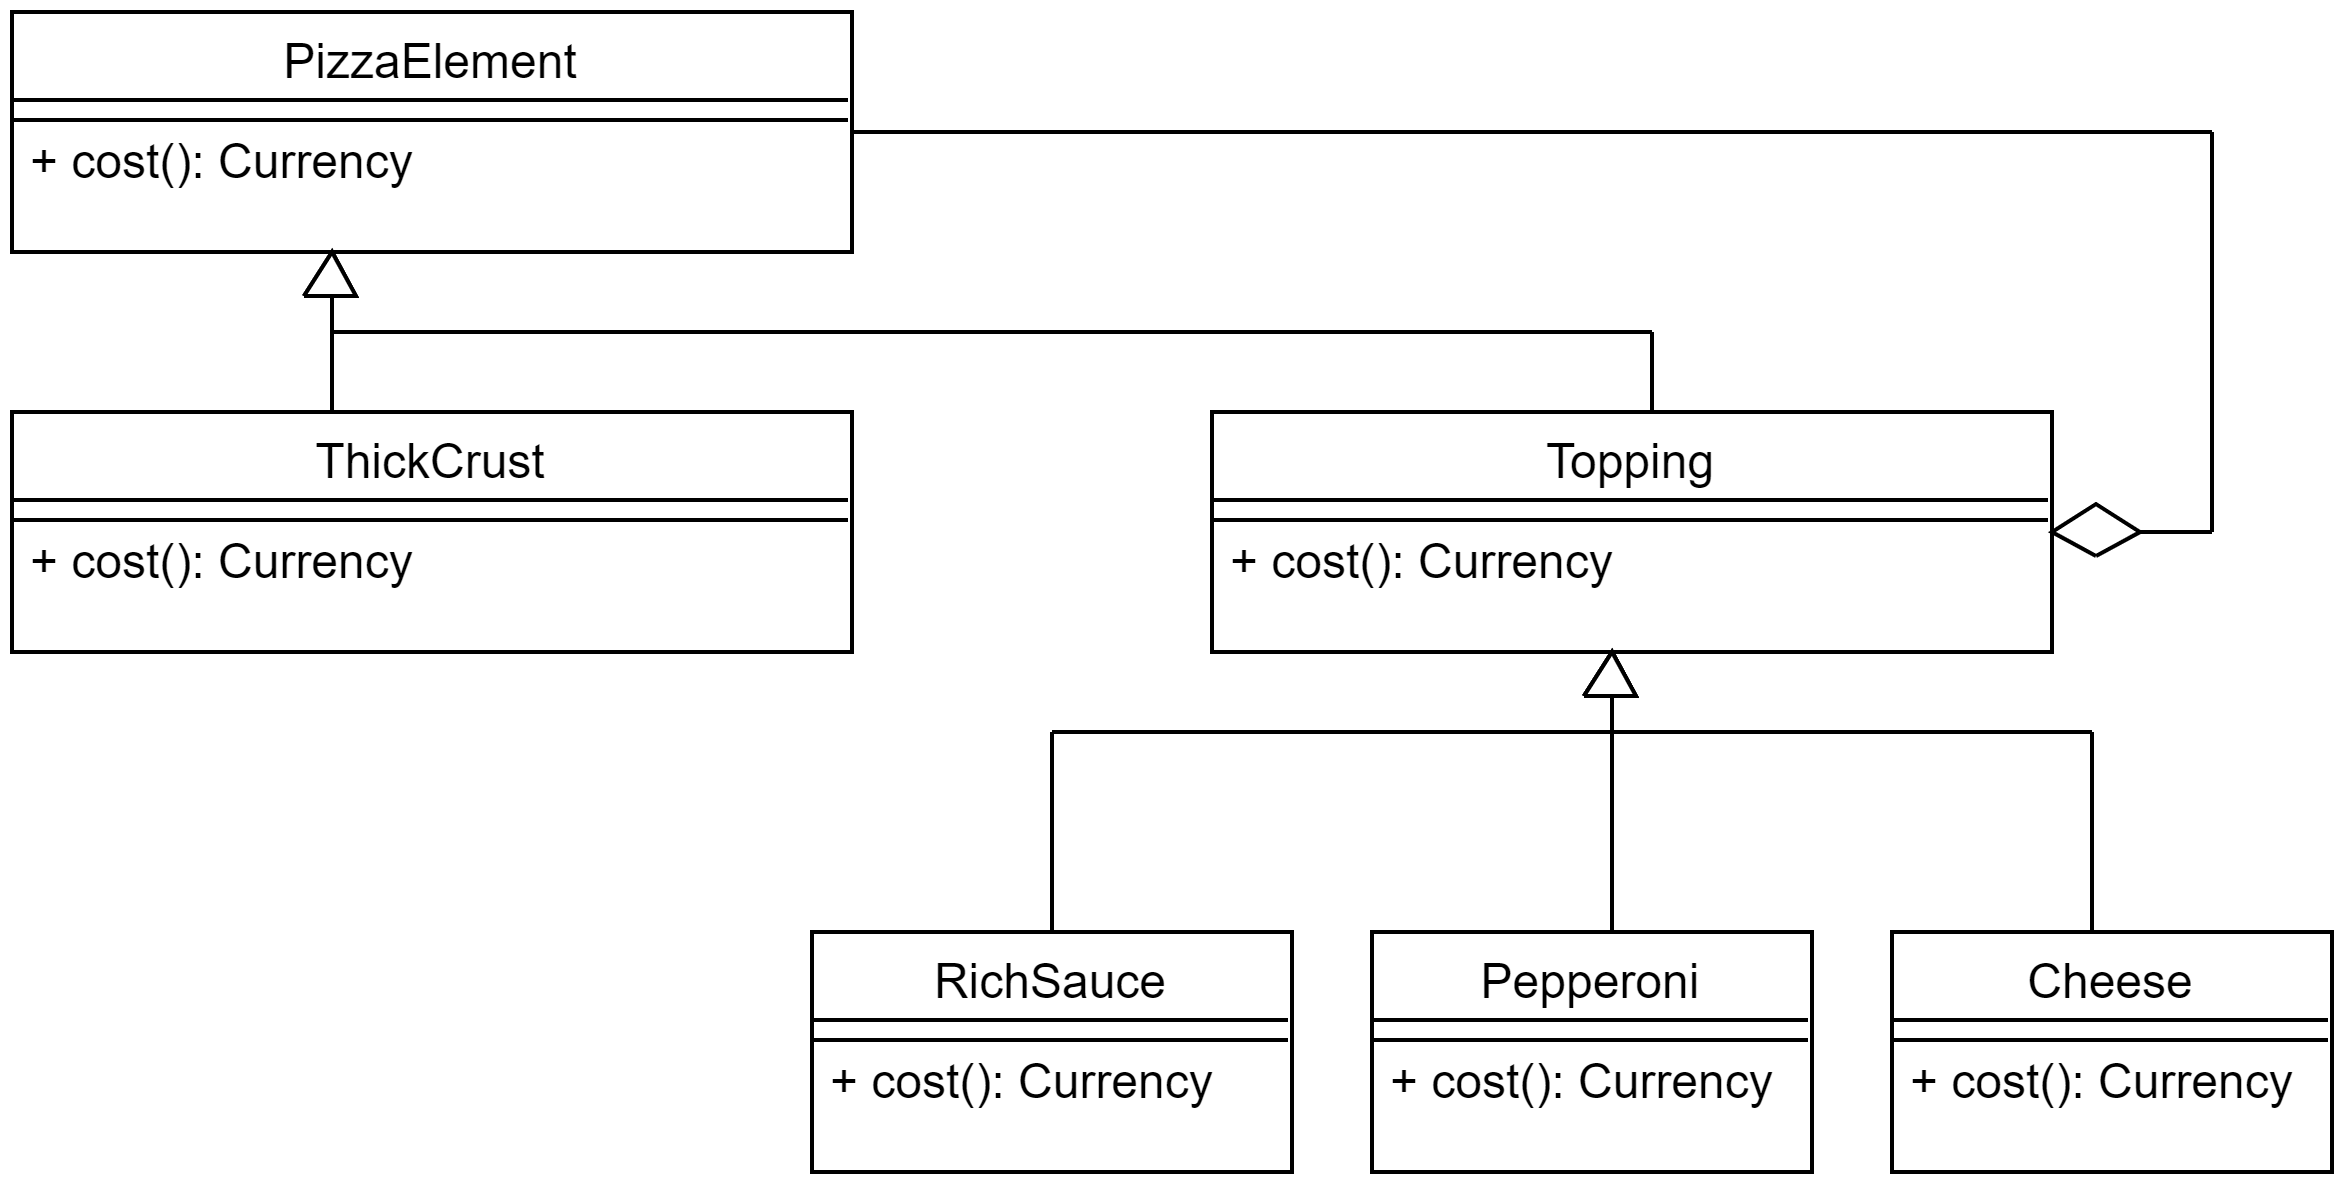 PizzaElement
+ cost(): Currency
ThickCrust
+ cost(): Currency
Topping
+ cost(): Currency
RichSauce
+ cost(): Currency
Pepperoni
+ cost(): Currency
Cheese
+ cost(): Currency